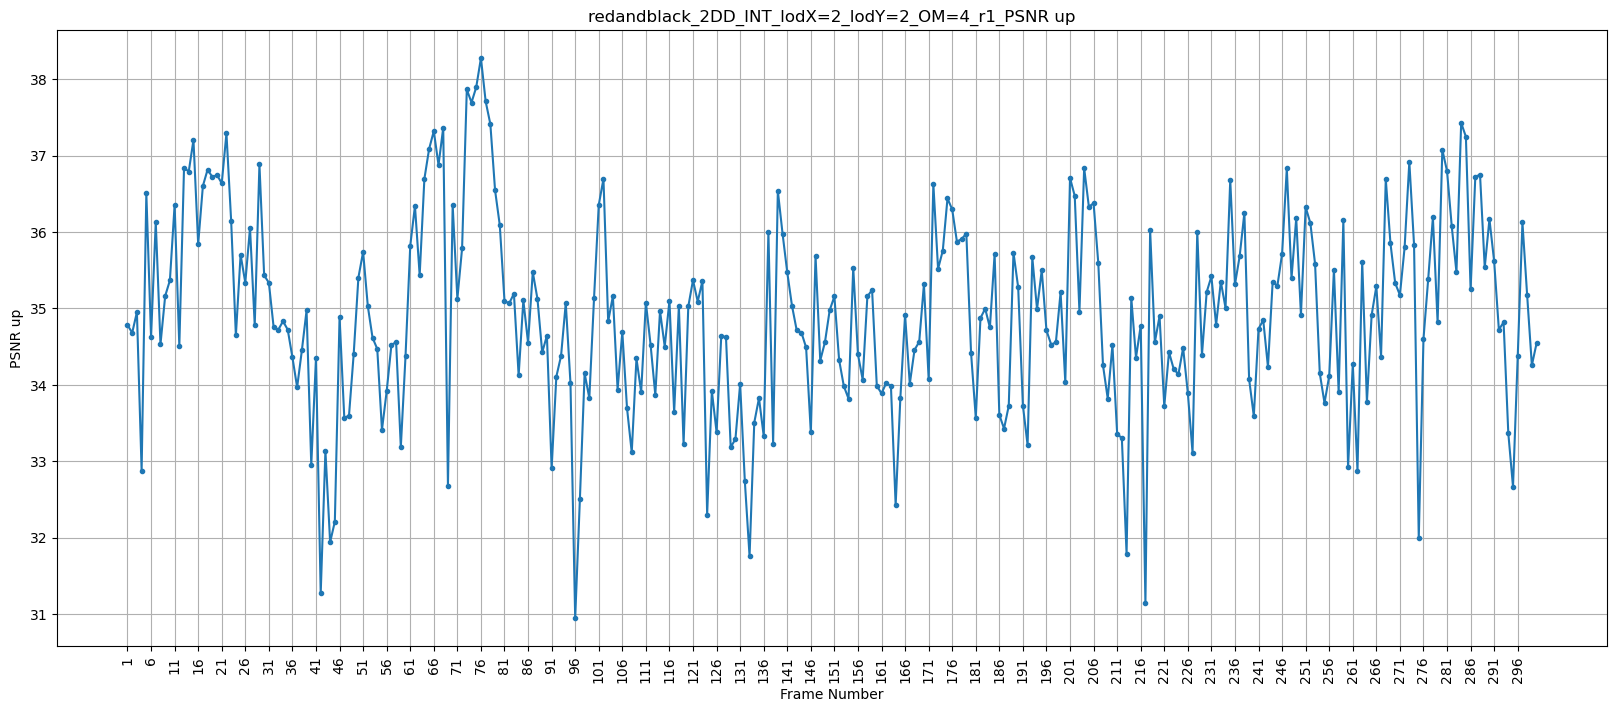 redandblack_2DD_INT_lodX=2_lodY=2_OM=4_r1_PSNR up
PSNR up
38
37
36
35
34
33
32
31
1 6 11 16 21 26 31 36 41 46 51 56 61 66 71 76 81 86 91 96 101 106 111 116 121 126 131 136 141 146 151 156 161 166 171 176 181 186 191 196 201 206 211 216 221 226 231 236 241 246 251 256 261 266 271 276 281 286 291 296
Frame Number